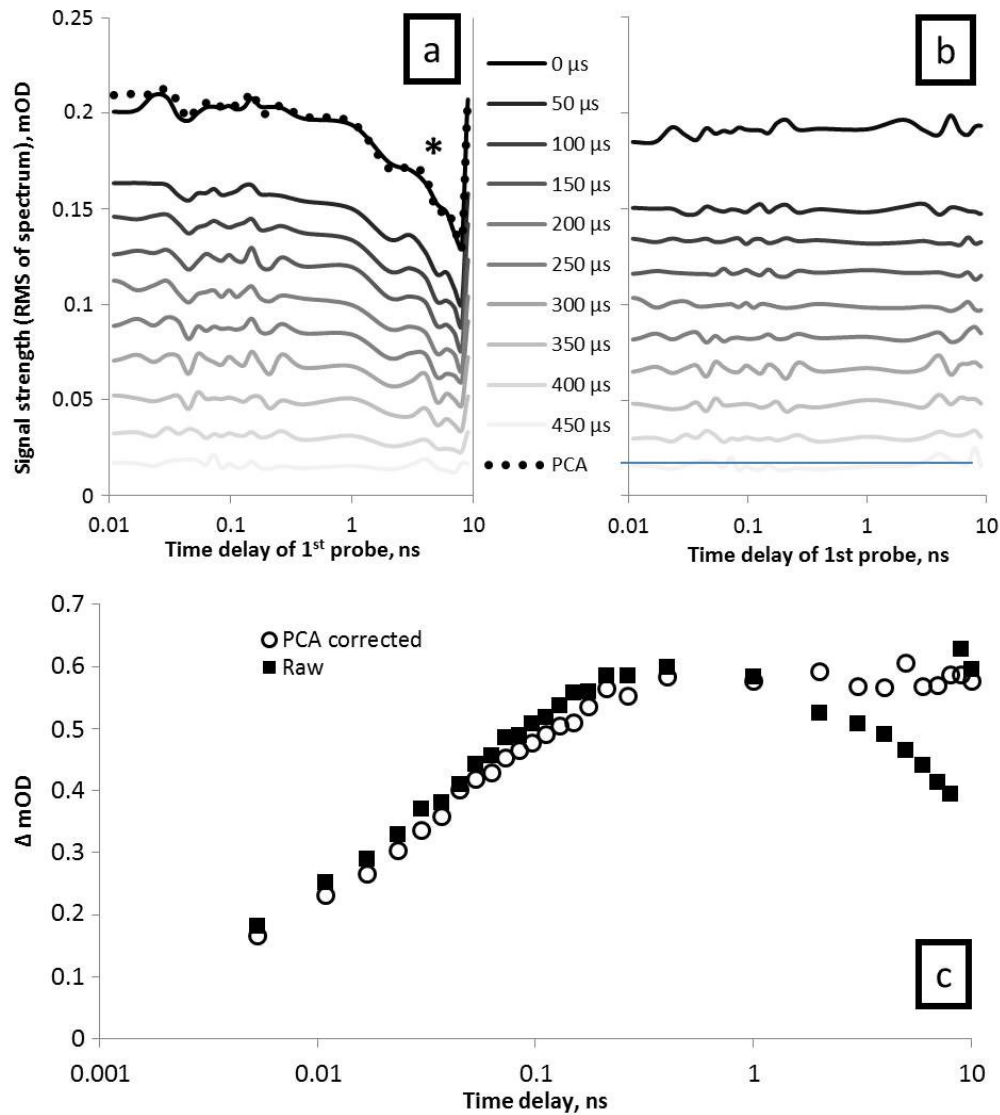 0.25
0.2
0.15
0.1
0.05
0
Signal strength (RMS of spectrum), mOD
a
*
0.01 0.1 1 10
Time delay of 1st probe, ns
0 µs
50 µs
100 µs
150 µs
200 µs
250 µs
300 µs
350 µs
400 µs
450 µs
PCA
b
0.01 0.1 1 10
Time delay of 1st probe, ns
0.7
0.6
0.5
0.4
0.3
0.2
0.1
0
Δ mOD
PCA corrected
Raw
c
0.001 0.01 0.1 1 10
Time delay, ns